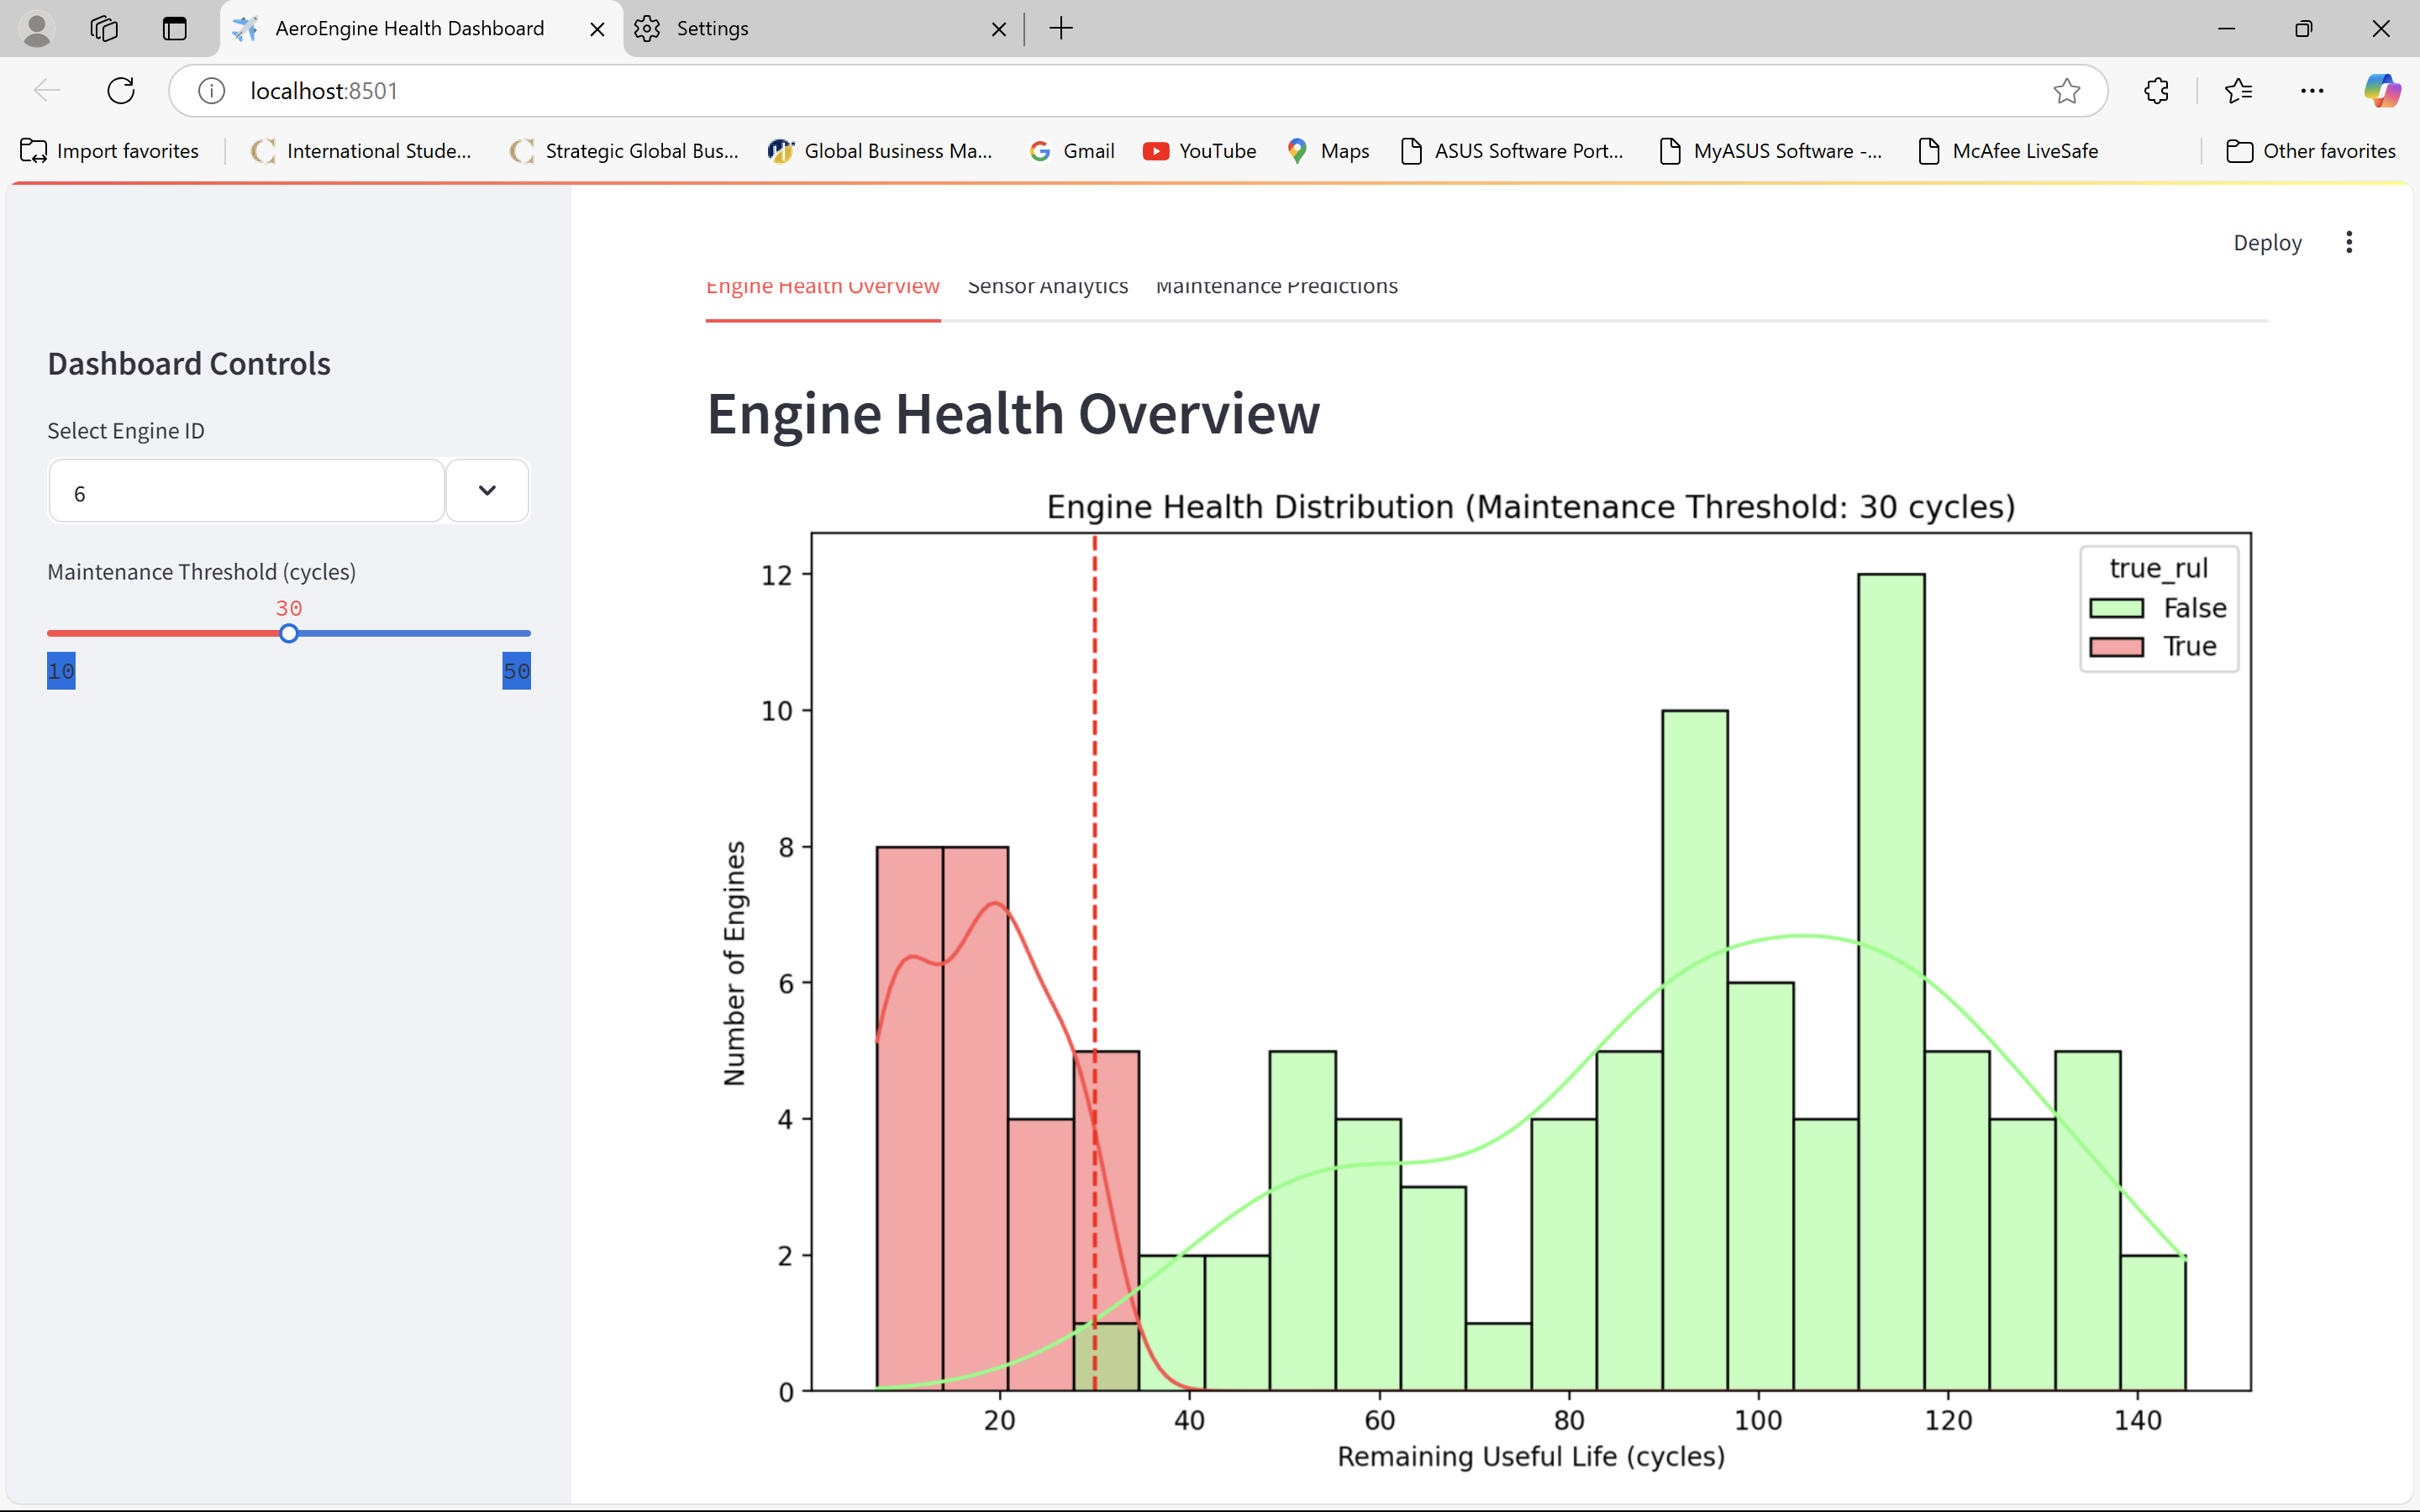 AeroEngine Health Dashboard
Settings
localhost:8501
Import favorites
International Stude...
Strategic Global Bus...
Global Business Ma...
Gmail
YouTube
Maps
ASUS Software Port...
MyASUS Software -...
McAfee LiveSafe
Other favorites
Deploy
Engine Health Overview
Sensor Analytics
Maintenance Predictions
Dashboard Controls
Select Engine ID
6
Maintenance Threshold (cycles)
30
10
50
Engine Health Overview
Engine Health Distribution (Maintenance Threshold: 30 cycles)
true_rul
False
True
Number of Engines
12
10
8
6
4
2
0
20
40
60
80
100
120
140
Remaining Useful Life (cycles)